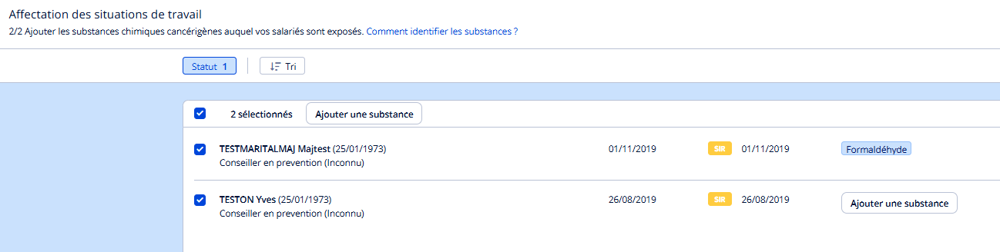 Affectation des situations de travail
2/2 Ajouter les substances chimiques cancérigènes auquel vos salariés sont exposés. Comment identifier les substances ?
Statut 1 Tri
2 sélectionnés Ajouter une substance
TESTMARITALMAJ Majtest (25/01/1973) 01/11/2019 SIR 01/11/2019 Formaldéhyde
Conseiller en prevention (Inconnu)
TESTON Yves (25/01/1973) 26/08/2019 SIR 26/08/2019 Ajouter une substance
Conseiller en prevention (Inconnu)